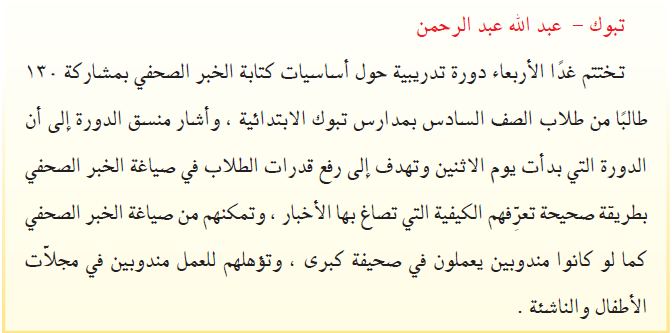 تبوك – عبد الله عبد الرحمن
تختتم غدًا الأربعاء دورة تدريبية حول أساسيات كتابة الخبر الصحفي بمشاركة ١٣٠
طالبًا من طلاب الصف السادس بمدارس تبوك الابتدائية ، وأشار منسق الدورة إلى أن
الدورة التي بدأت يوم الاثنين وتهدف إلى رفع قدرات الطلاب في صياغة الخبر الصحفي
بطريقة صحيحة تعرِّفهم الكيفية التي تصاغ بها الأخبار ، وتمكنهم من صياغة الخبر الصحفي
كما لو كانوا مندوبين يعملون في صحيفة كبرى ، وتؤهلهم للعمل مندوبين في مجلاّت
الأطفال والناشئة .